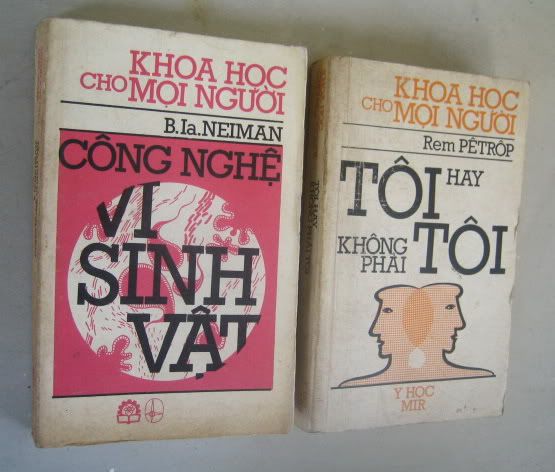 KHOA HỌC
CHO MỌI NGƯỜI
B.Ia.NEIMAN
CÔNG NGHỆ
VI
SINH
VẬT
KHOA HỌC
CHO MỌI NGƯỜI
Rem PÊTRÔP
TÔI HAY
KHÔNG PHẢI TÔI
Y HỌC
MIR